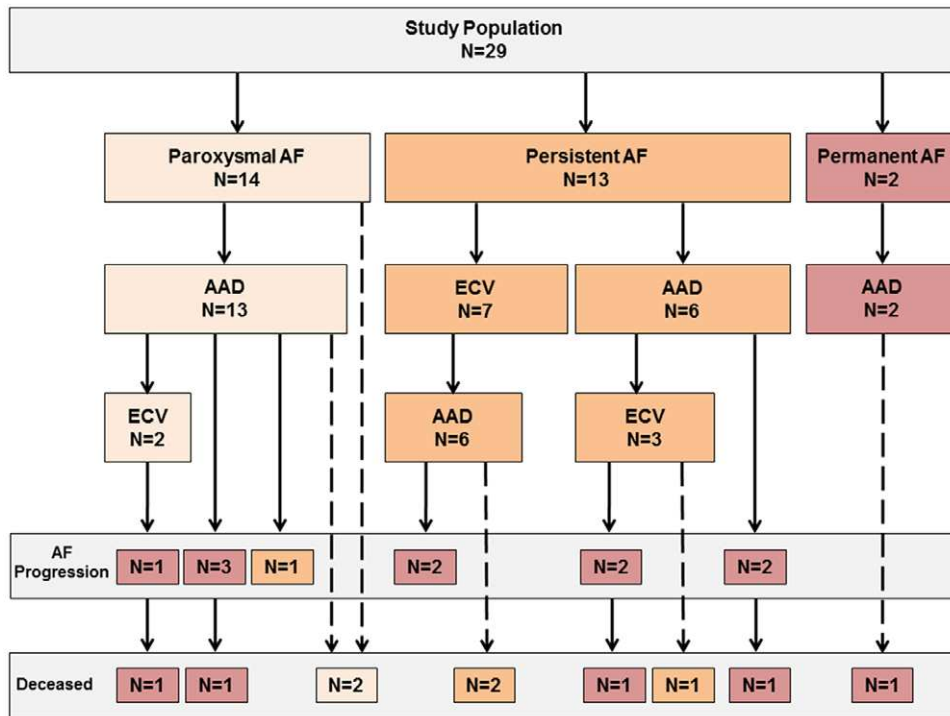 Study Population
N=29
Paroxysmal AF
N=14
Persistent AF
N=13
Permanent AF
N=2
AAD
N=13
ECV
N=7
AAD
N=6
AAD
N=2
ECV
N=2
AAD
N=6
ECV
N=3
AF
Progression
N=1
N=3
N=1
N=2
N=2
N=2
Deceased
N=1
N=1
N=2
N=2
N=1
N=1
N=1
N=1